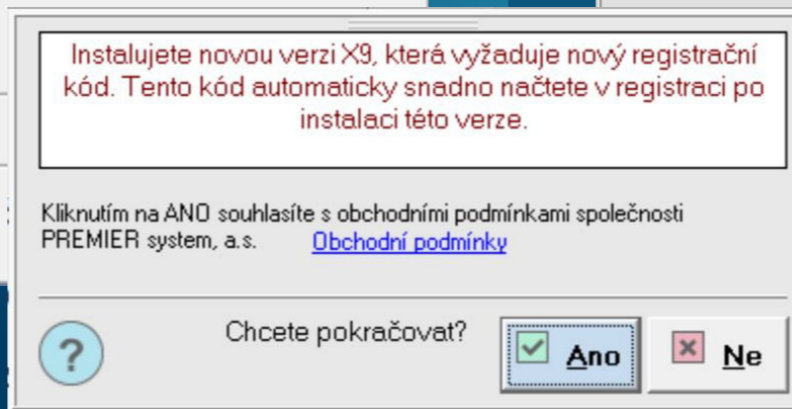 Instalujete novou verzi X9, která vyžaduje nový registrační
kód. Tento kód automaticky snadno načtete v registraci po
instalaci této verze.
Kliknutím na ANO souhlasíte s obchodními podmínkami společnosti
PREMIER system, a.s. Obchodní podmínky
Chcete pokračovat?
Ano
Ne